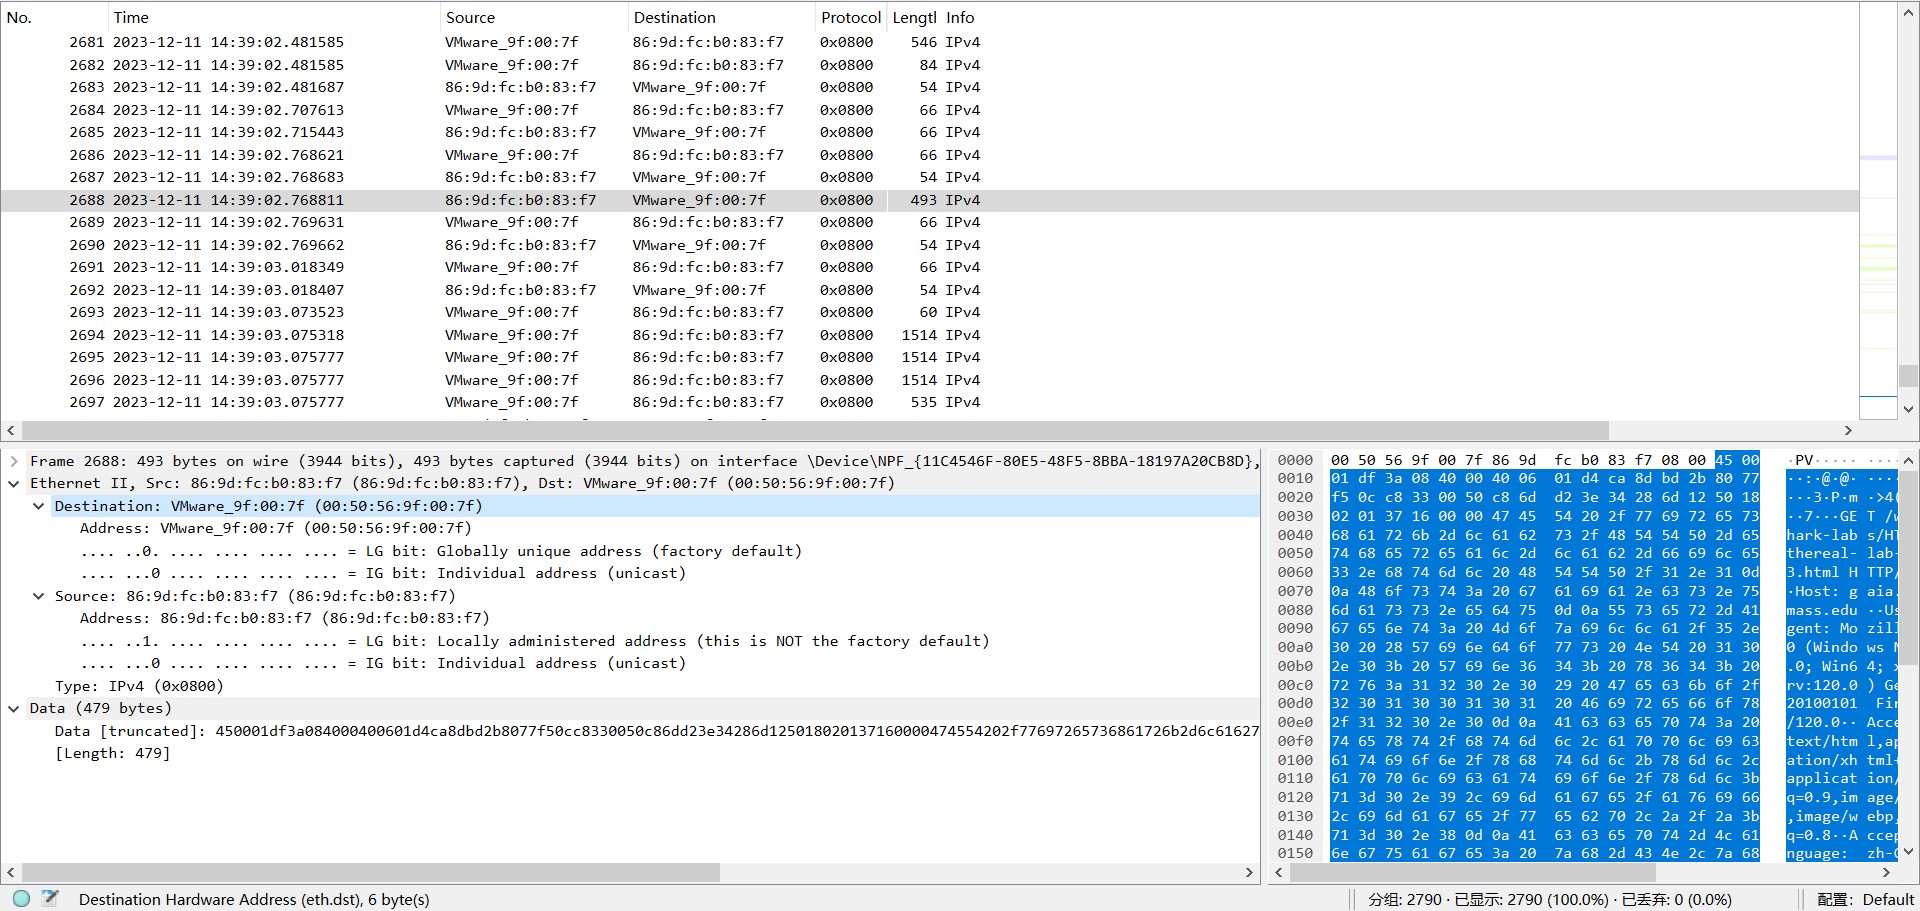 No. Time Source Destination Protocol Lengtl Info
2681 2023-12-11 14:39:02.481585 VMware_9f:00:7f 86:9d:fc:b0:83:f7 0x0800 546 IPv4
2682 2023-12-11 14:39:02.481585 VMware_9f:00:7f 86:9d:fc:b0:83:f7 0x0800 84 IPv4
2683 2023-12-11 14:39:02.481687 86:9d:fc:b0:83:f7 VMware_9f:00:7f 0x0800 54 IPv4
2684 2023-12-11 14:39:02.707613 VMware_9f:00:7f 86:9d:fc:b0:83:f7 0x0800 66 IPv4
2685 2023-12-11 14:39:02.715443 86:9d:fc:b0:83:f7 VMware_9f:00:7f 0x0800 66 IPv4
2686 2023-12-11 14:39:02.768621 VMware_9f:00:7f 86:9d:fc:b0:83:f7 0x0800 66 IPv4
2687 2023-12-11 14:39:02.768683 86:9d:fc:b0:83:f7 VMware_9f:00:7f 0x0800 54 IPv4
2688 2023-12-11 14:39:02.768811 86:9d:fc:b0:83:f7 VMware_9f:00:7f 0x0800 493 IPv4
2689 2023-12-11 14:39:02.769631 VMware_9f:00:7f 86:9d:fc:b0:83:f7 0x0800 66 IPv4
2690 2023-12-11 14:39:02.769662 86:9d:fc:b0:83:f7 VMware_9f:00:7f 0x0800 54 IPv4
2691 2023-12-11 14:39:03.018349 VMware_9f:00:7f 86:9d:fc:b0:83:f7 0x0800 66 IPv4
2692 2023-12-11 14:39:03.018407 86:9d:fc:b0:83:f7 VMware_9f:00:7f 0x0800 54 IPv4
2693 2023-12-11 14:39:03.073523 VMware_9f:00:7f 86:9d:fc:b0:83:f7 0x0800 60 IPv4
2694 2023-12-11 14:39:03.075318 VMware_9f:00:7f 86:9d:fc:b0:83:f7 0x0800 1514 IPv4
2695 2023-12-11 14:39:03.075777 VMware_9f:00:7f 86:9d:fc:b0:83:f7 0x0800 1514 IPv4
2696 2023-12-11 14:39:03.075777 VMware_9f:00:7f 86:9d:fc:b0:83:f7 0x0800 1514 IPv4
2697 2023-12-11 14:39:03.075777 VMware_9f:00:7f 86:9d:fc:b0:83:f7 0x0800 535 IPv4
Frame 2688: 493 bytes on wire (3944 bits), 493 bytes captured (3944 bits) on interface \Device\NPF_{11C4546F-80E5-48F5-8BBA-18197A20CB8D},
Ethernet II, Src: 86:9d:fc:b0:83:f7 (86:9d:fc:b0:83:f7), Dst: VMware_9f:00:7f (00:50:56:9f:00:7f)
Destination: VMware_9f:00:7f (00:50:56:9f:00:7f)
Address: VMware_9f:00:7f (00:50:56:9f:00:7f)
.... ..0. .... .... .... .... = LG bit: Globally unique address (factory default)
.... ...0 .... .... .... .... = IG bit: Individual address (unicast)
Source: 86:9d:fc:b0:83:f7 (86:9d:fc:b0:83:f7)
Address: 86:9d:fc:b0:83:f7 (86:9d:fc:b0:83:f7)
.... ..1. .... .... .... .... = LG bit: Locally administered address (this is NOT the factory default)
.... ...0 .... .... .... .... = IG bit: Individual address (unicast)
Type: IPv4 (0x0800)
Data (479 bytes)
Data [truncated]: 450001df3a084000400601d4ca8dbd2b8077f50cc8330050c86dd23e34286d125018020137160000474554202f77697265736861726b2d6c61627
[Length: 479]
0000 00 50 56 9f 00 7f 86 9d fc b0 83 f7 08 00 45 00 ·PV····· ····
0010 01 df 3a 08 40 00 40 06 01 d4 ca 8d bd 2b 80 77 ··:·@·@· ····
0020 f5 0c c8 33 00 50 c8 6d d2 3e 34 28 6d 12 50 18 ···3·P·m ·>4(
0030 02 01 37 16 00 00 47 45 54 20 2f 77 69 72 65 73 ··7···GE T /w
0040 68 61 72 6b 2d 6c 61 62 73 2f 48 54 54 50 2d 65 hark-lab s/HT
0050 74 68 65 72 65 61 6c 2d 6c 61 62 2d 66 69 6c 65 thereal- lab-
0060 33 2e 68 74 6d 6c 20 48 54 54 50 2f 31 2e 31 0d 3.html H TTP/
0070 0a 48 6f 73 74 3a 20 67 61 69 61 2e 63 73 2e 75 ·Host: g aia.
0080 6d 61 73 73 2e 65 64 75 0d 0a 55 73 65 72 2d 41 mass.edu ··Us
0090 67 65 6e 74 3a 20 4d 6f 7a 69 6c 6c 61 2f 35 2e gent: Mo zill
00a0 30 20 28 57 69 6e 64 6f 77 73 20 4e 54 20 31 30 0 (Windo ws N
00b0 2e 30 3b 20 57 69 6e 36 34 3b 20 78 36 34 3b 20 .0; Win6 4; x
00c0 72 76 3a 31 32 30 2e 30 29 20 47 65 63 6b 6f 2f rv:120.0 ) Ge
00d0 32 30 31 30 30 31 30 31 20 46 69 72 65 66 6f 78 20100101  Fir
00e0 2f 31 32 30 2e 30 0d 0a 41 63 63 65 70 74 3a 20 /120.0·· Acce
00f0 74 65 78 74 2f 68 74 6d 6c 2c 61 70 70 6c 69 63 text/htm l,ap
0100 61 74 69 6f 6e 2f 78 68 74 6d 6c 2b 78 6d 6c 2c ation/xh tml+
0110 61 70 70 6c 69 63 61 74 69 6f 6e 2f 78 6d 6c 3b applicat ion/
0120 71 3d 30 2e 39 2c 69 6d 61 67 65 2f 61 76 69 66 q=0.9,im age/
0130 2c 69 6d 61 67 65 2f 77 65 62 70 2c 2a 2f 2a 3b ,image/w ebp,
0140 71 3d 30 2e 38 0d 0a 41 63 63 65 70 74 2d 4c 61 q=0.8··A ccep
0150 6e 67 75 61 67 65 3a 20 7a 68 2d 43 4e 2c 7a 68 nguage:  zh-C
Destination Hardware Address (eth.dst), 6 byte(s) 分组: 2790 · 已显示: 2790 (100.0%) · 已丢弃: 0 (0.0%) 配置: Default